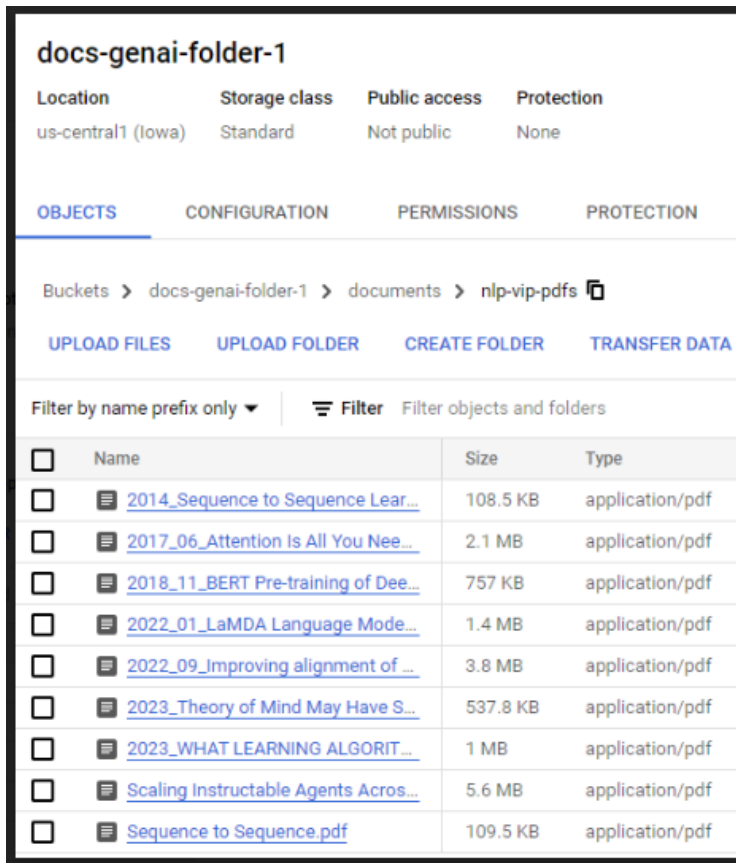 docs-genai-folder-1
Location Storage class Public access Protection
us-central1 (Iowa) Standard Not public None
OBJECTS CONFIGURATION PERMISSIONS PROTECTION
Buckets > docs-genai-folder-1 > documents > nlp-vip-pdfs
UPLOAD FILES UPLOAD FOLDER CREATE FOLDER TRANSFER DATA
Filter by name prefix only Filter Filter objects and folders
Name Size Type
2014_Sequence to Sequence Lear... 108.5 KB application/pdf
2017_06_Attention Is All You Nee... 2.1 MB application/pdf
2018_11_BERT Pre-training of Dee... 757 KB application/pdf
2022_01_LaMDA Language Mode... 1.4 MB application/pdf
2022_09_Improving alignment of ... 3.8 MB application/pdf
2023_Theory of Mind May Have S... 537.8 KB application/pdf
2023_WHAT LEARNING ALGORIT... 1 MB application/pdf
Scaling Instructable Agents Acros... 5.6 MB application/pdf
Sequence to Sequence.pdf 109.5 KB application/pdf